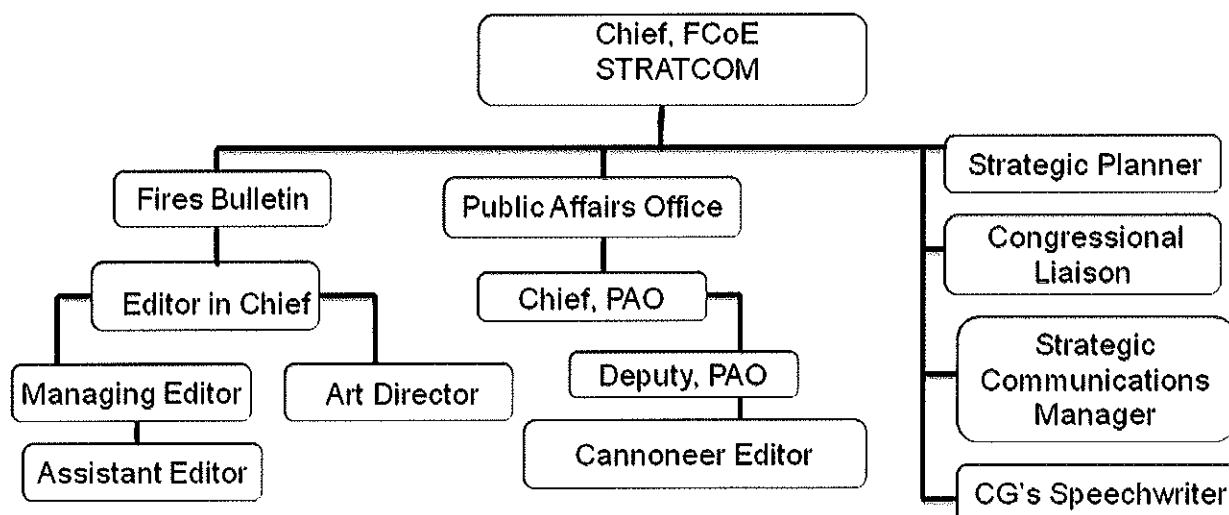 Chief, FCoE
STRATCOM
Fires Bulletin
Public Affairs Office
Strategic Planner
Editor in Chief
Chief, PAO
Congressional
Liaison
Managing Editor
Art Director
Deputy, PAO
Strategic
Communications
Manager
Assistant Editor
Cannoneer Editor
CG's Speechwriter